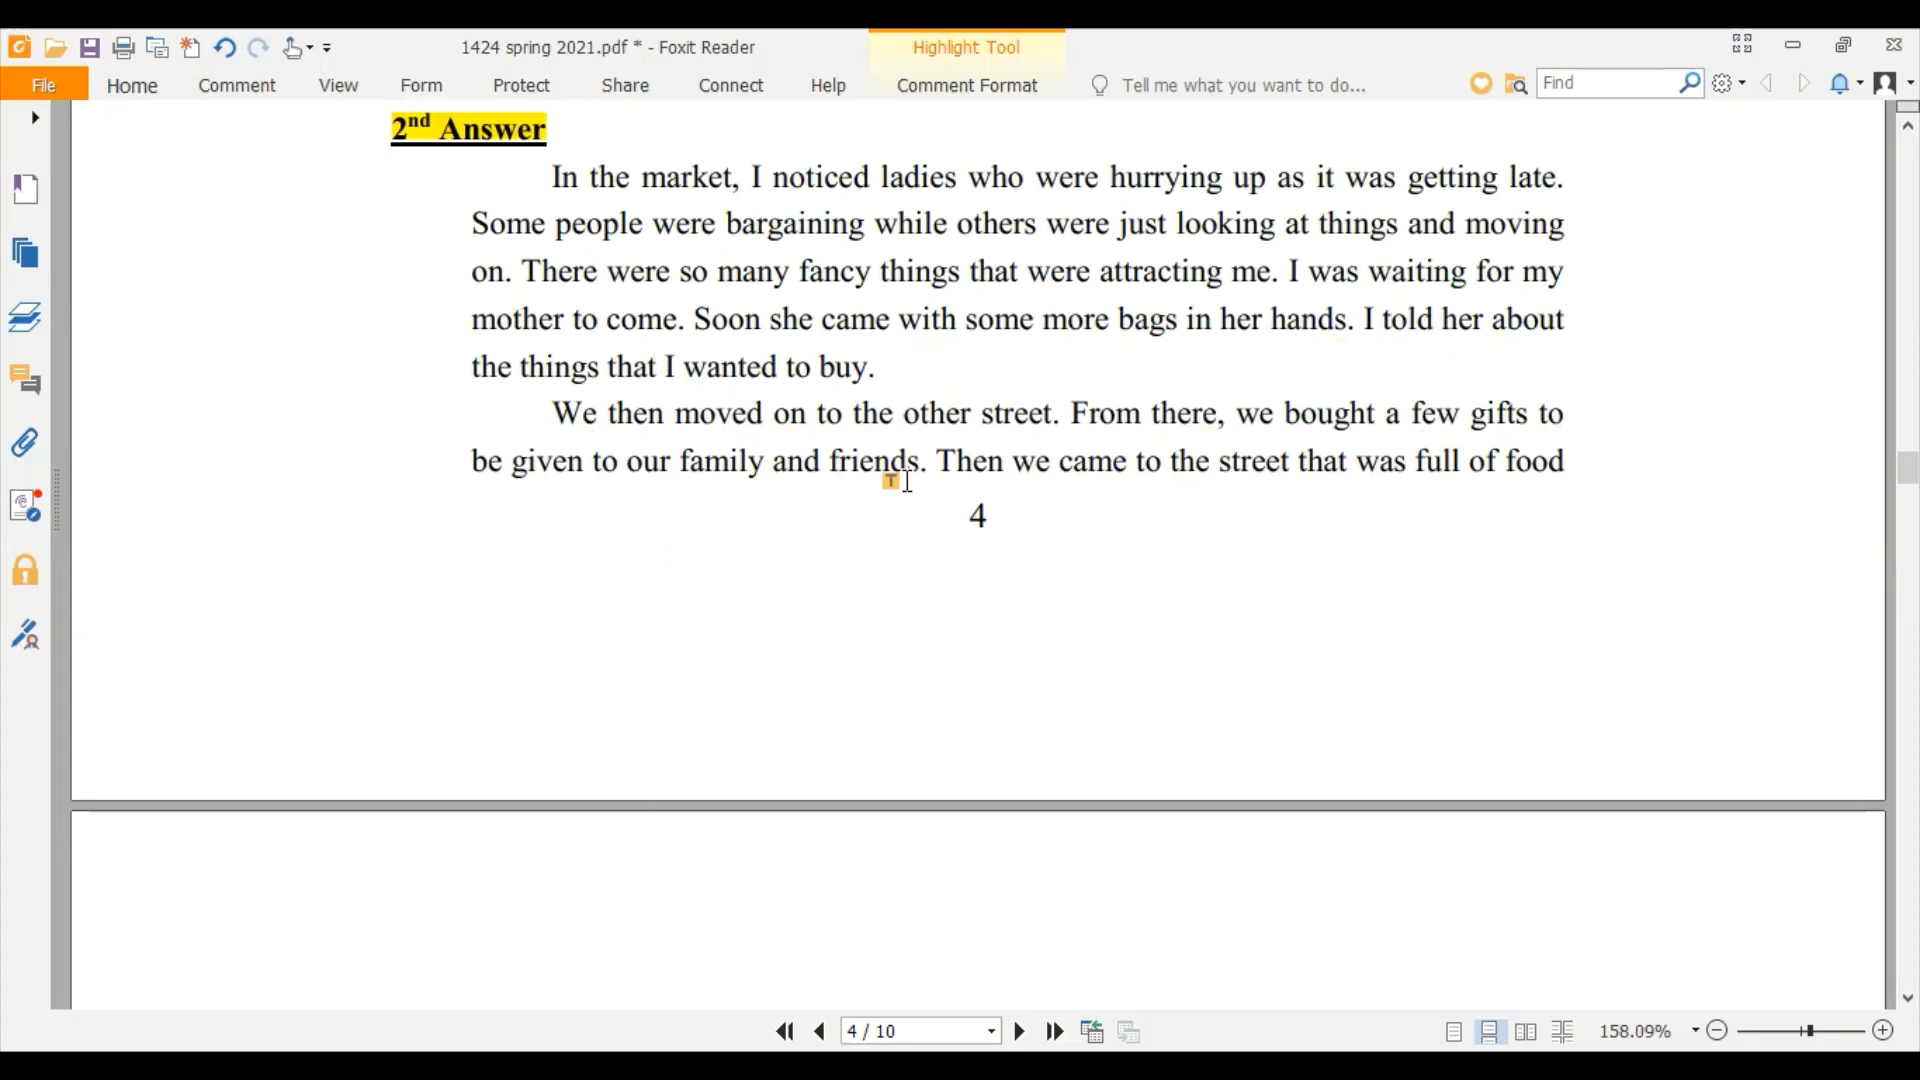 1424 spring 2021.pdf * - Foxit Reader
Highlight Tool
File Home Comment View Form Protect Share Connect Help Comment Format Tell me what you want to do... Find
2nd Answer
In the market, I noticed ladies who were hurrying up as it was getting late.
Some people were bargaining while others were just looking at things and moving
on. There were so many fancy things that were attracting me. I was waiting for my
mother to come. Soon she came with some more bags in her hands. I told her about
the things that I wanted to buy.
We then moved on to the other street. From there, we bought a few gifts to
be given to our family and friends. Then we came to the street that was full of food
T
4
4 / 10
158.09%